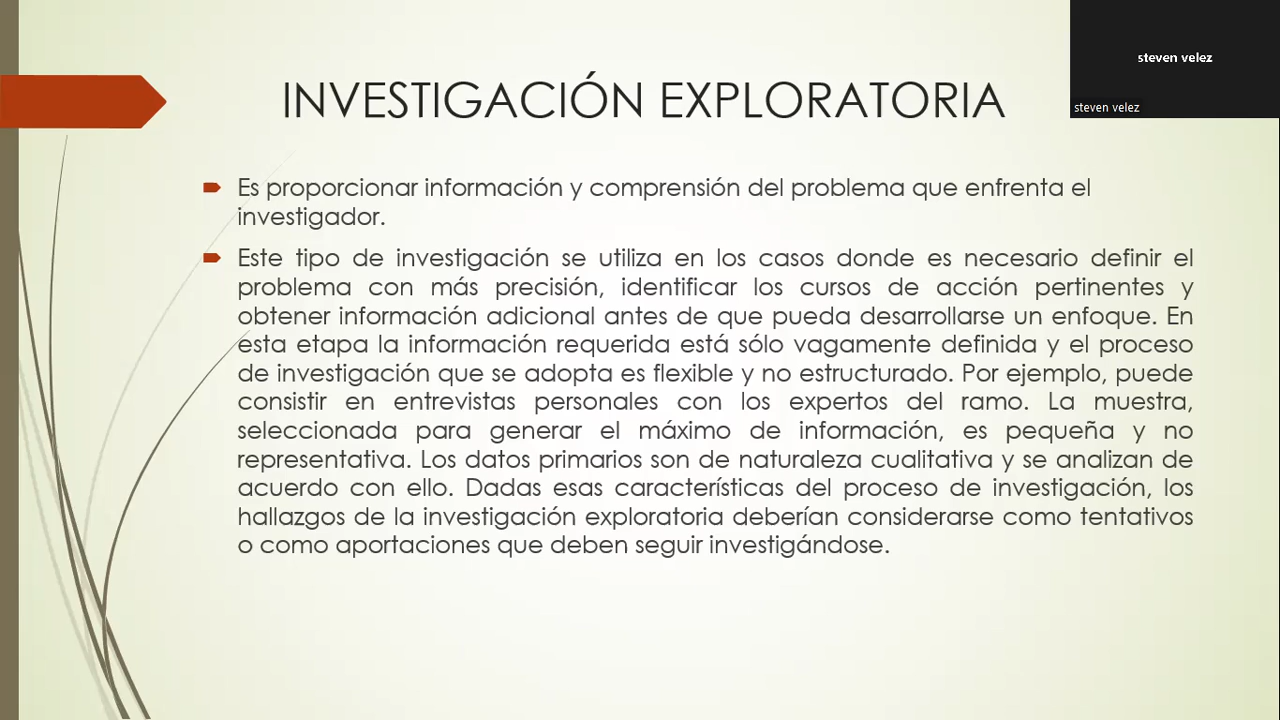 steven velez
steven velez
INVESTIGACIÓN EXPLORATORIA
Es proporcionar información y comprensión del problema que enfrenta el
investigador.
Este tipo de investigación se utiliza en los casos donde es necesario definir el
problema con más precisión, identificar los cursos de acción pertinentes y
obtener información adicional antes de que pueda desarrollarse un enfoque. En
esta etapa la información requerida está sólo vagamente definida y el proceso
de investigación que se adopta es flexible y no estructurado. Por ejemplo, puede
consistir en entrevistas personales con los expertos del ramo. La muestra,
seleccionada para generar el máximo de información, es pequeña y no
representativa. Los datos primarios son de naturaleza cualitativa y se analizan de
acuerdo con ello. Dadas esas características del proceso de investigación, los
hallazgos de la investigación exploratoria deberían considerarse como tentativos
o como aportaciones que deben seguir investigándose.